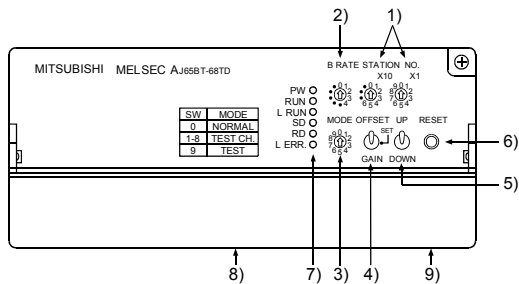 2) 1)
B RATE STATION NO.
X10 X1
MITSUBISHI MELSEC AJ65BT-68TD
PW
RUN
L RUN
SD
RD
L ERR.
SW MODE
0 NORMAL
1-8 TEST CH.
9 TEST
MODE OFFSET UP RESET
SET
GAIN DOWN
6)
5)
8) 7) 3) 4) 9)